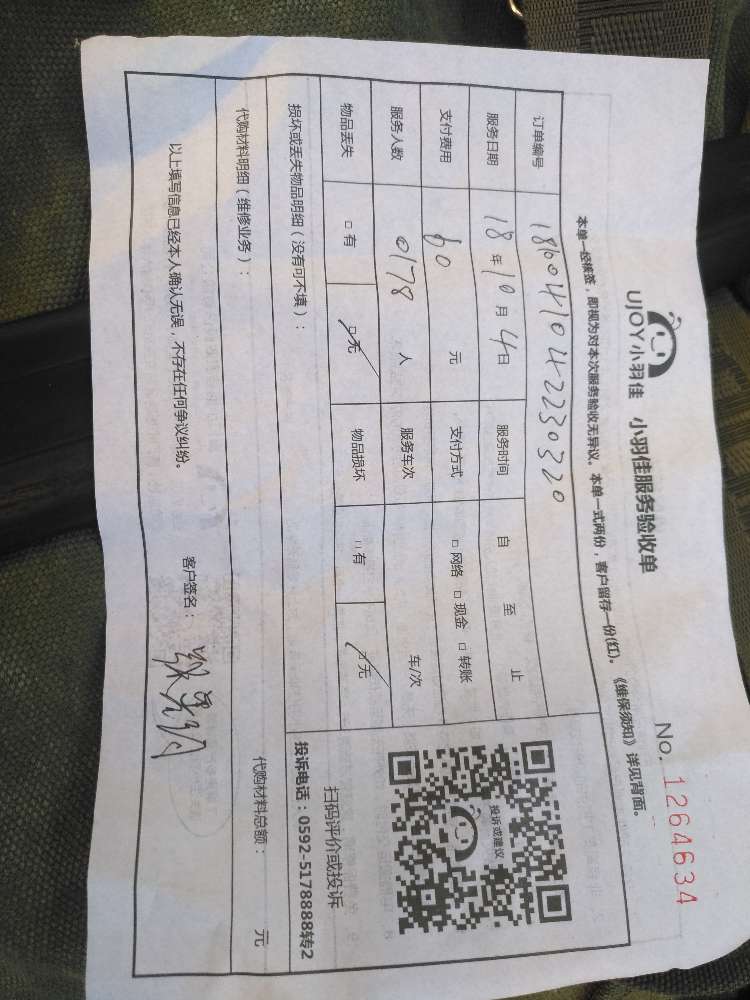 UJOY小羽佳 小羽佳服务验收单
No. 1264634
本单一经核签，即视为对本次服务验收无异议。本单一式两份，客户留存一份(红)。《维保须知》详见背面。
订单编号 186041042230320
服务日期 18年10月4日 服务时间 自 至 止
支付费用 60 元 支付方式 □网络 □现金 □转账
服务人数 0178 人 服务车次 车/次
物品丢失 □有 □无 物品损坏 □有 □无
投诉或建议
扫码评价或投诉
投诉电话：0592-5178888转2
损坏或丢失物品明细（没有可不填）：
代购材料明细（维修业务）：
代购材料总额： 元
以上填写信息已经本人确认无误，不存在任何争议纠纷。 客户签名：